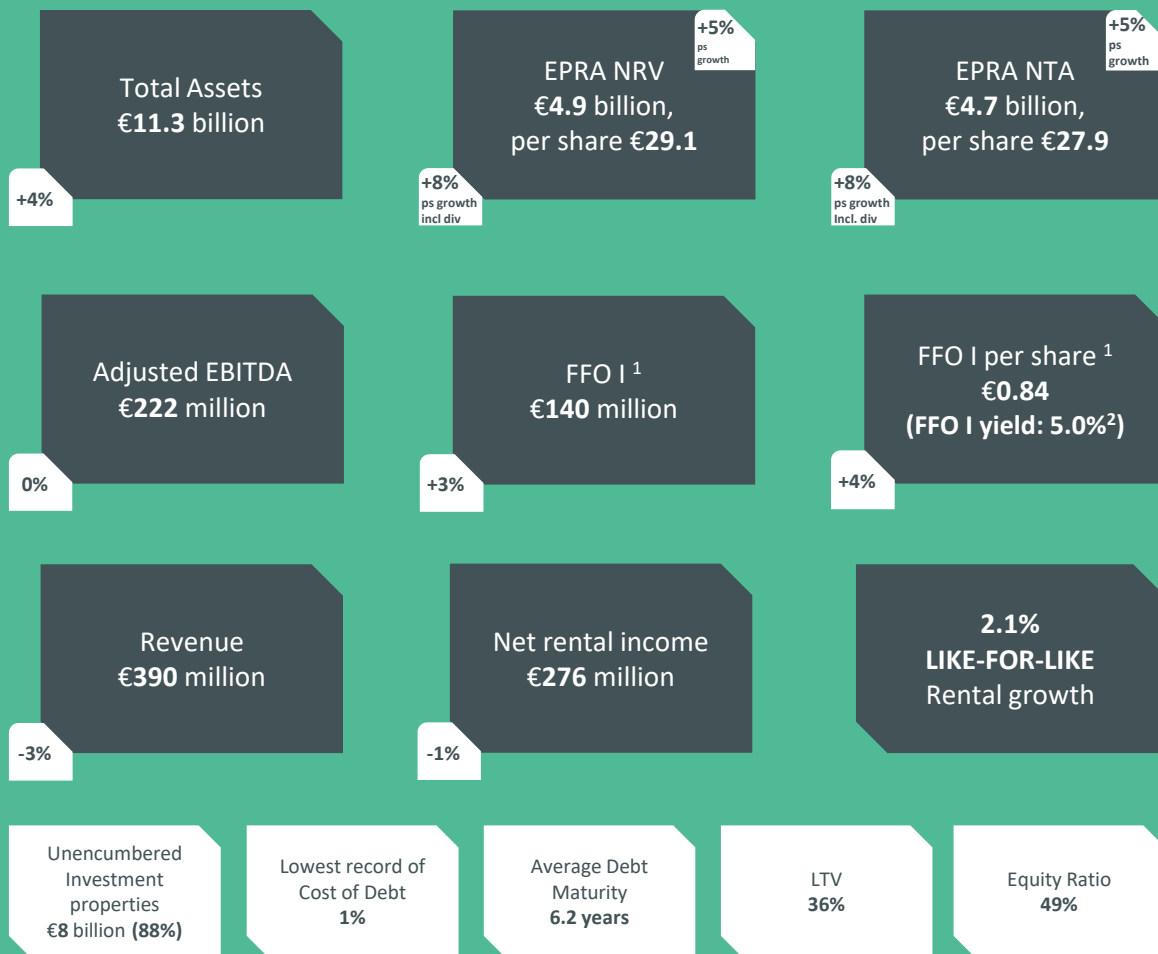 Total Assets
€11.3 billion
+4%
+5%
ps
growth
EPRA NRV
€4.9 billion,
per share €29.1
+8%
ps growth
incl div
+5%
ps
growth
EPRA NTA
€4.7 billion,
per share €27.9
+8%
ps growth
Incl. div
Adjusted EBITDA
€222 million
0%
FFO I ¹
€140 million
+3%
FFO I per share ¹
€0.84
(FFO I yield: 5.0%²)
+4%
Revenue
€390 million
-3%
Net rental income
€276 million
-1%
2.1%
LIKE-FOR-LIKE
Rental growth
Unencumbered
Investment
properties
€8 billion (88%)
Lowest record of
Cost of Debt
1%
Average Debt
Maturity
6.2 years
LTV
36%
Equity Ratio
49%